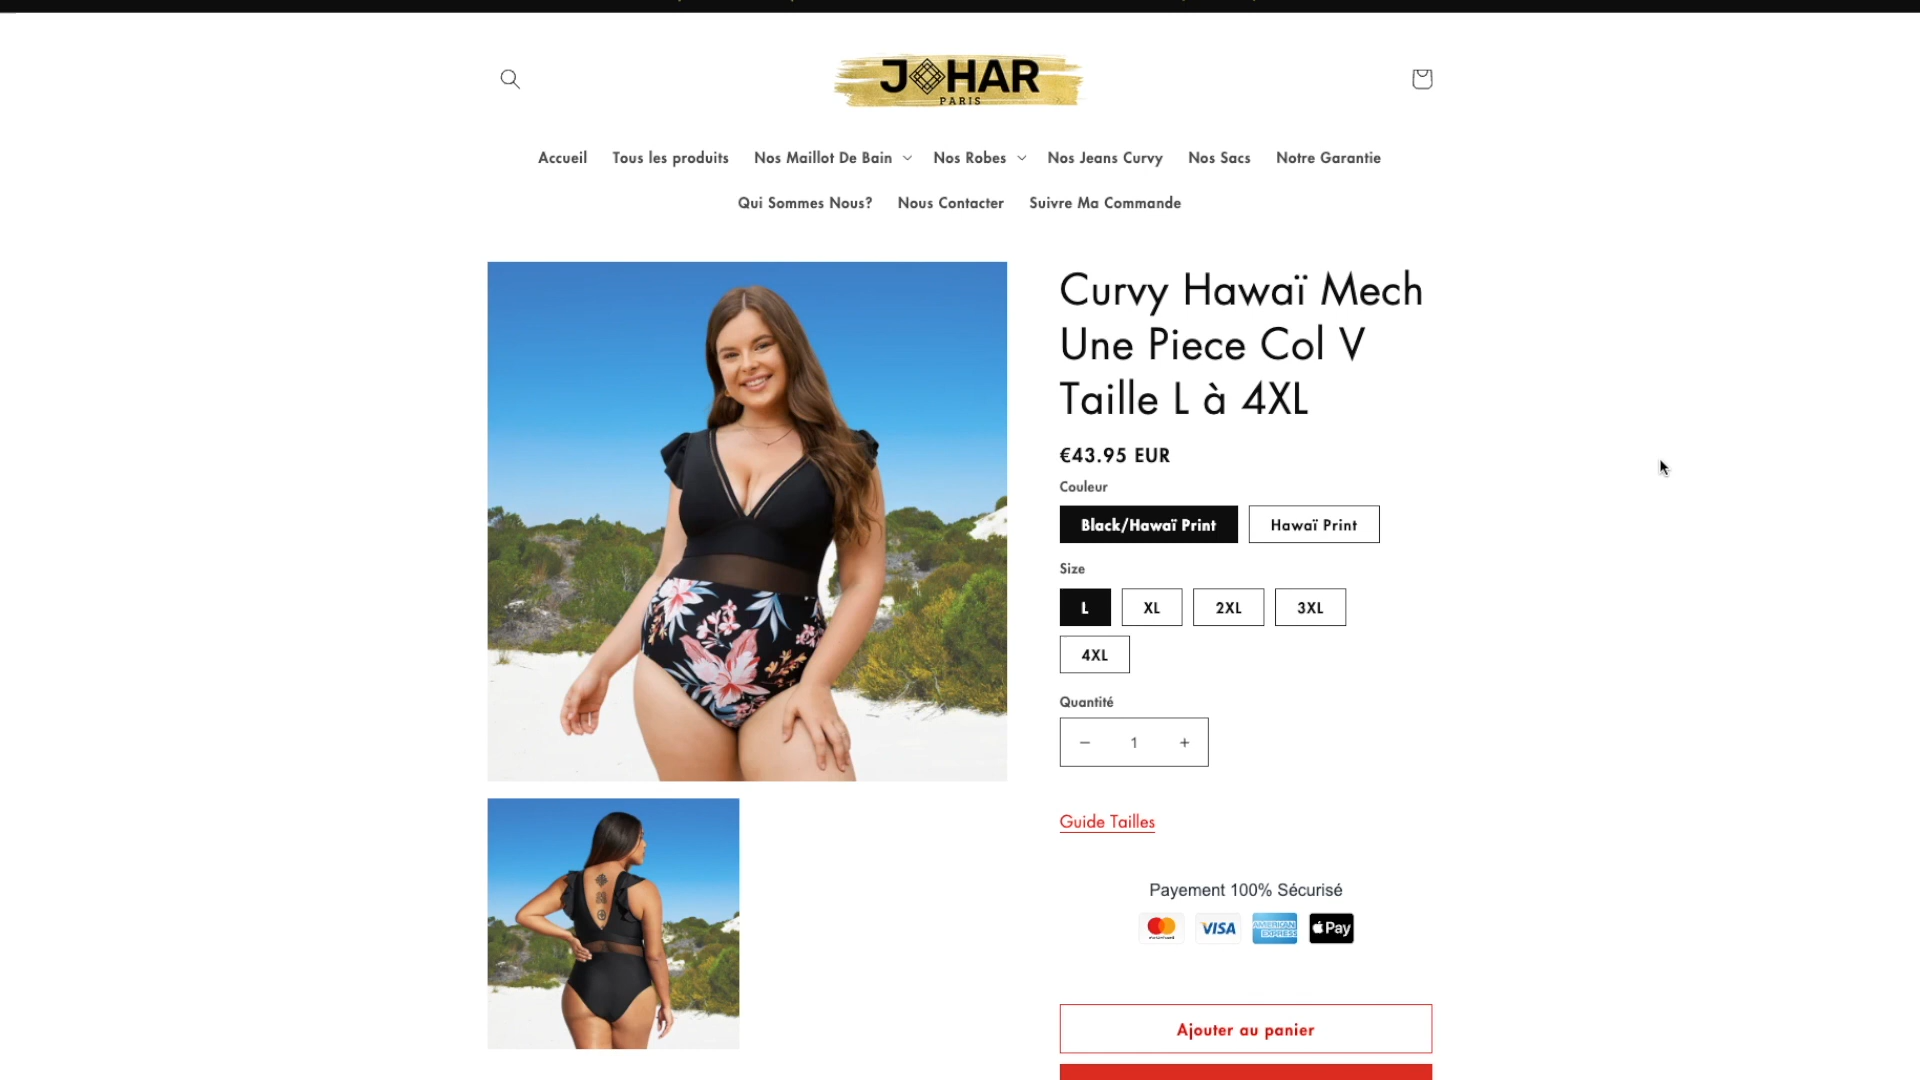 JOHAR
PARIS
Accueil Tous les produits Nos Maillot De Bain Nos Robes Nos Jeans Curvy Nos Sacs Notre Garantie
Qui Sommes Nous? Nous Contacter Suivre Ma Commande
Curvy Hawaï Mech
Une Piece Col V
Taille L à 4XL
€43.95 EUR
Couleur
Black/Hawaï Print Hawaï Print
Size
L XL 2XL 3XL
4XL
Quantité
− 1 +
Guide Tailles
Payement 100% Sécurisé
VISA AMERICAN EXPRESS Pay
Ajouter au panier